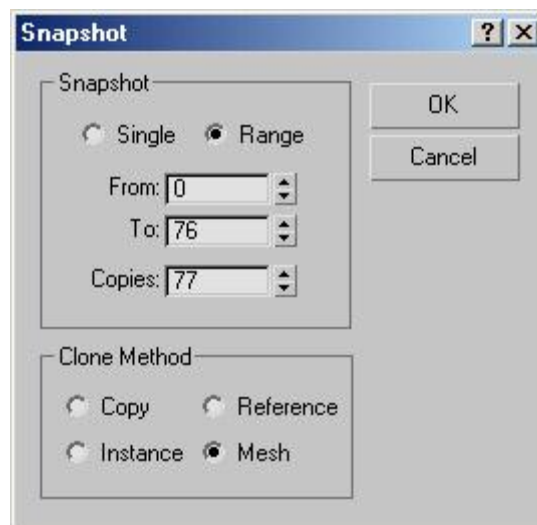 Snapshot
Snapshot
OK
Single Range
Cancel
From: 0
To: 76
Copies: 77
Clone Method
Copy Reference
Instance Mesh